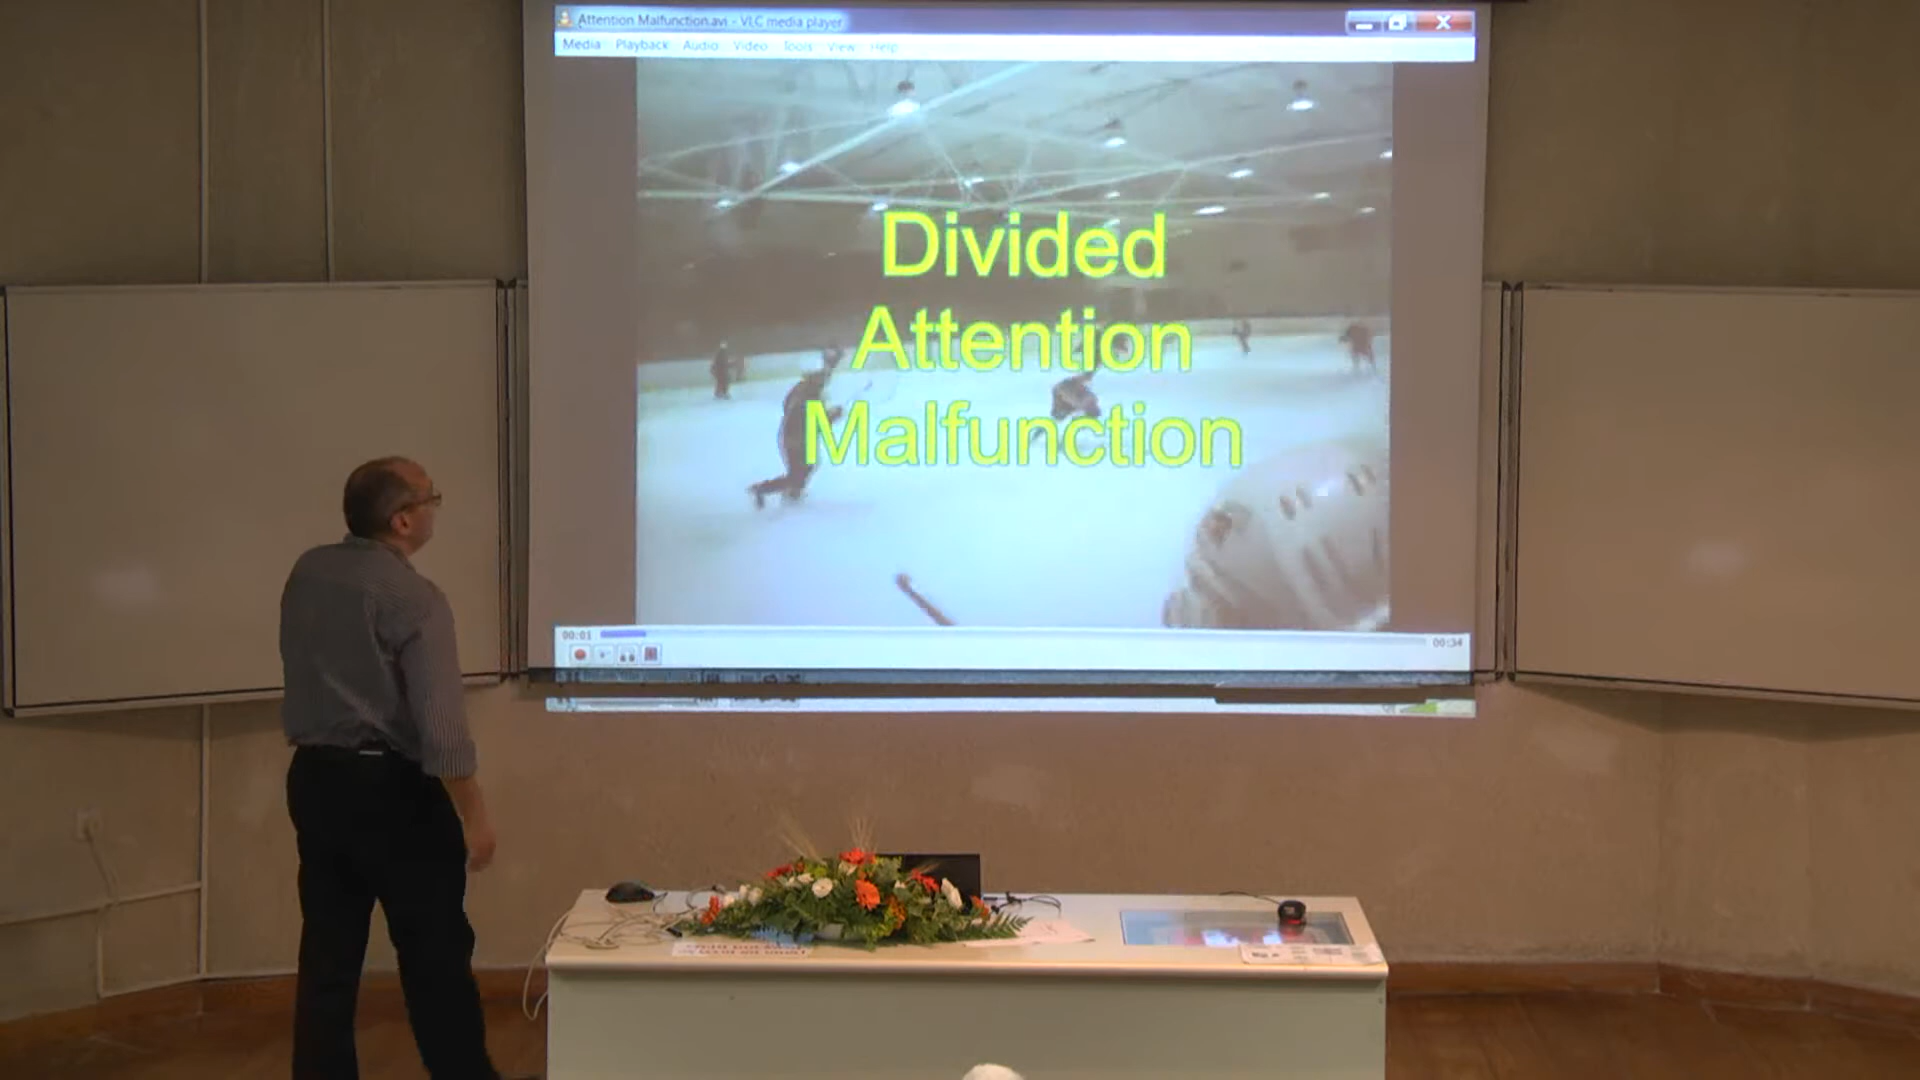 Attention Malfunction.avi - VLC media player
Media Playback Audio Video Tools View Help
Divided
Attention
Malfunction
00:01
00:34